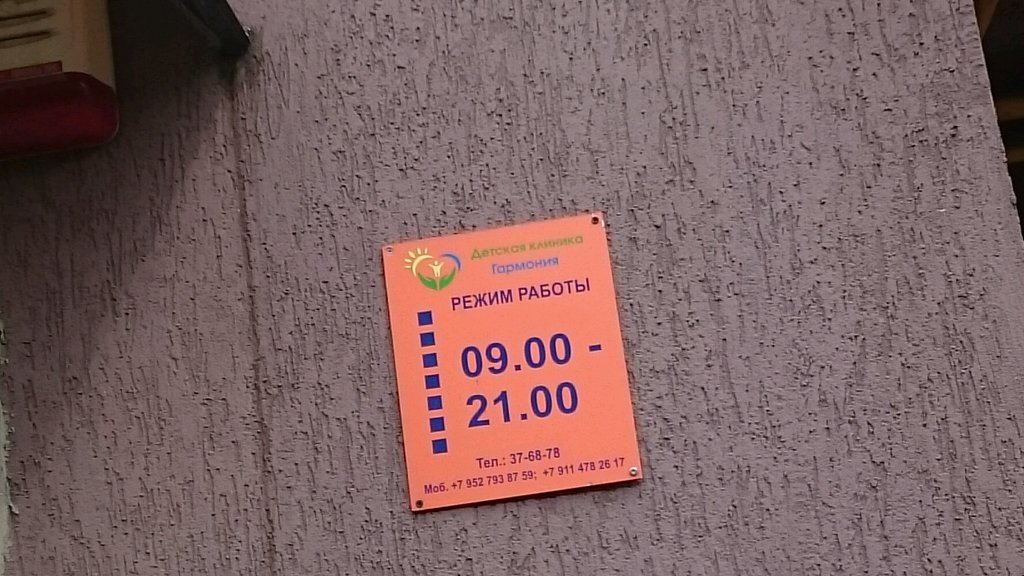 Детская клиника
Гармония
РЕЖИМ РАБОТЫ
09.00 -
21.00
Тел.: 37-68-78
Моб. +7 952 793 87 59; +7 911 478 26 17